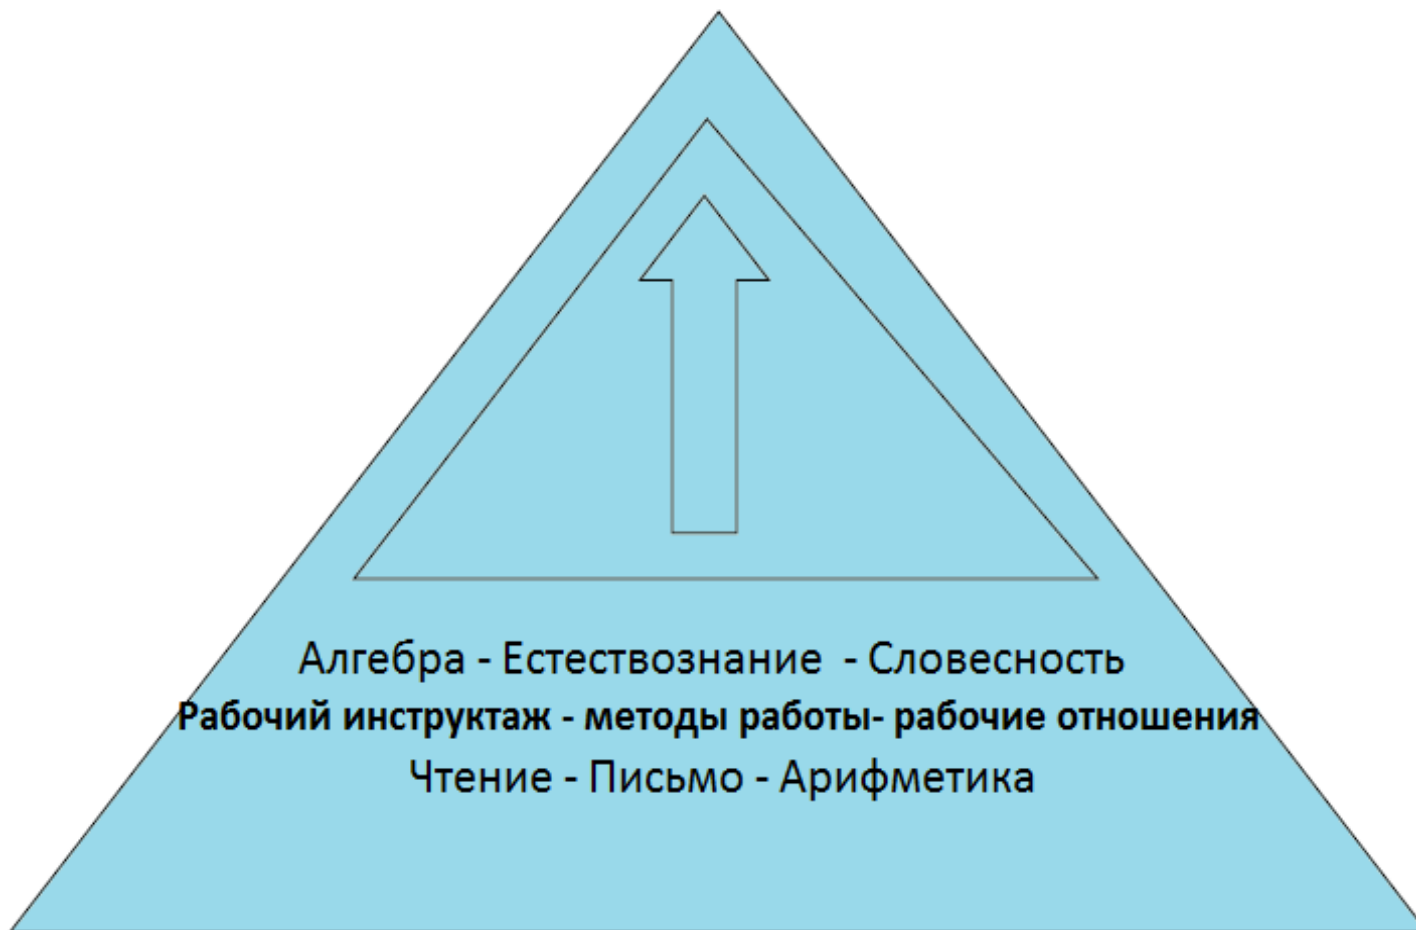 Алгебра - Естествознание - Словесность
Рабочий инструктаж - методы работы- рабочие отношения
Чтение - Письмо - Арифметика